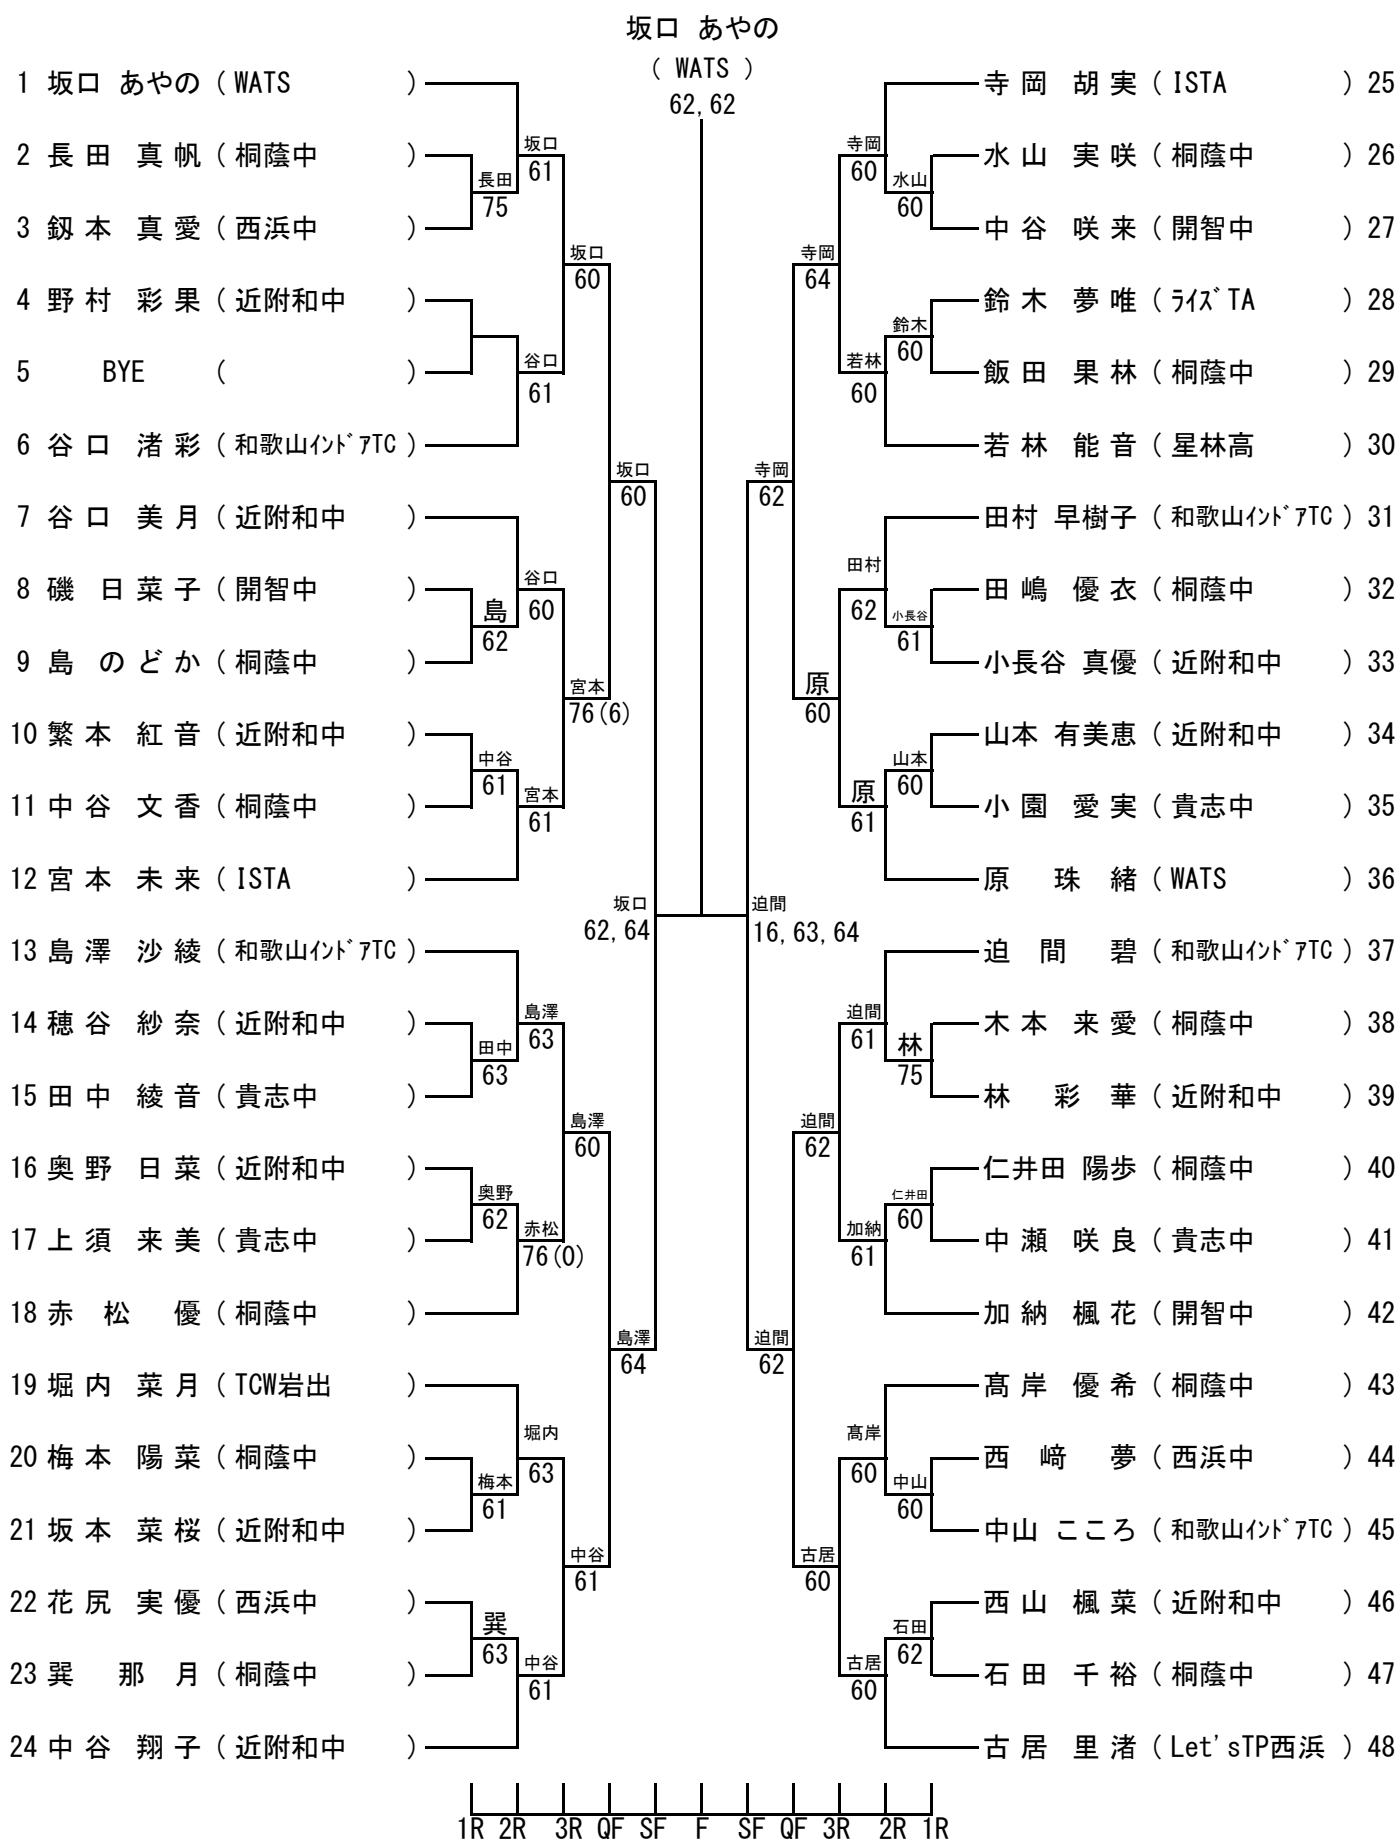 坂口 あやの
( WATS )
62, 62
1 坂口 あやの ( WATS )
2 長田 真帆 ( 桐蔭中 )
3 釼本 真愛 ( 西浜中 )
4 野村 彩果 ( 近附和中 )
5 BYE ( )
6 谷口 渚彩 ( 和歌山ｲﾝﾄﾞｱTC )
7 谷口 美月 ( 近附和中 )
8 磯 日菜子 ( 開智中 )
9 島 のどか ( 桐蔭中 )
10 繁本 紅音 ( 近附和中 )
11 中谷 文香 ( 桐蔭中 )
12 宮本 未来 ( ISTA )
13 島澤 沙綾 ( 和歌山ｲﾝﾄﾞｱTC )
14 穂谷 紗奈 ( 近附和中 )
15 田中 綾音 ( 貴志中 )
16 奥野 日菜 ( 近附和中 )
17 上須 来美 ( 貴志中 )
18 赤松 優 ( 桐蔭中 )
19 堀内 菜月 ( TCW岩出 )
20 梅本 陽菜 ( 桐蔭中 )
21 坂本 菜桜 ( 近附和中 )
22 花尻 実優 ( 西浜中 )
23 巽 那月 ( 桐蔭中 )
24 中谷 翔子 ( 近附和中 )
長田
75
島
62
中谷
61
田中
63
奥野
62
梅本
61
巽
63
坂口
61
谷口
61
谷口
60
宮本
61
島澤
63
赤松
76(0)
堀内
63
中谷
61
坂口
60
宮本
76(6)
島澤
60
中谷
61
坂口
60
島澤
64
坂口
62, 64
迫間
16, 63, 64
寺岡
62
迫間
62
寺岡
64
原
60
迫間
62
古居
60
寺岡
60
若林
60
田村
62
原
61
迫間
61
加納
61
髙岸
60
古居
60
水山
60
鈴木
60
小長谷
61
山本
60
林
75
仁井田
60
中山
60
石田
62
寺岡 胡実 ( ISTA ) 25
水山 実咲 ( 桐蔭中 ) 26
中谷 咲来 ( 開智中 ) 27
鈴木 夢唯 ( ﾗｲｽﾞTA ) 28
飯田 果林 ( 桐蔭中 ) 29
若林 能音 ( 星林高 ) 30
田村 早樹子 ( 和歌山ｲﾝﾄﾞｱTC ) 31
田嶋 優衣 ( 桐蔭中 ) 32
小長谷 真優 ( 近附和中 ) 33
山本 有美恵 ( 近附和中 ) 34
小園 愛実 ( 貴志中 ) 35
原 珠緒 ( WATS ) 36
迫間 碧 ( 和歌山ｲﾝﾄﾞｱTC ) 37
木本 来愛 ( 桐蔭中 ) 38
林 彩華 ( 近附和中 ) 39
仁井田 陽歩 ( 桐蔭中 ) 40
中瀬 咲良 ( 貴志中 ) 41
加納 楓花 ( 開智中 ) 42
髙岸 優希 ( 桐蔭中 ) 43
西﨑 夢 ( 西浜中 ) 44
中山 こころ ( 和歌山ｲﾝﾄﾞｱTC ) 45
西山 楓菜 ( 近附和中 ) 46
石田 千裕 ( 桐蔭中 ) 47
古居 里渚 ( Let'sTP西浜 ) 48
1R 2R 3R QF SF F SF QF 3R 2R 1R